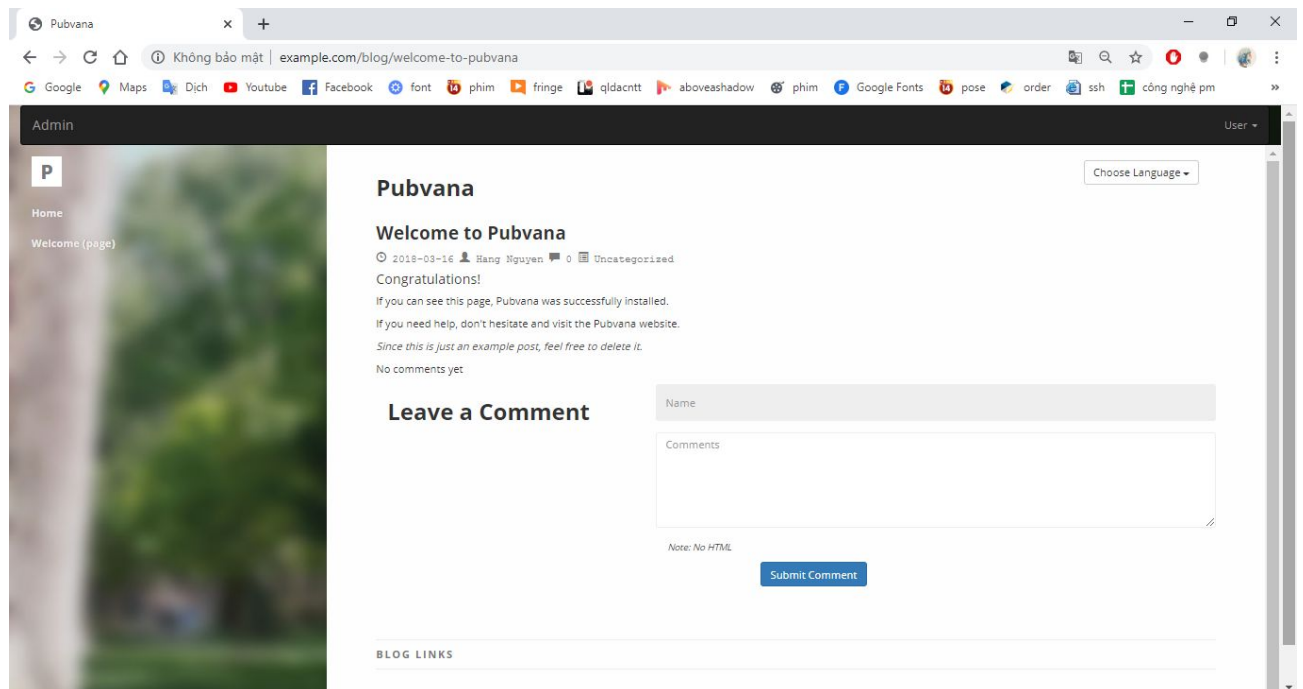 Pubvana
Không bảo mật | example.com/blog/welcome-to-pubvana
Google Maps Dịch Youtube Facebook font phim fringe qldacntt aboveashadow phim Google Fonts pose order ssh công nghệ pm »
Admin User
P
Home
Welcome (page)
Choose Language
Pubvana
Welcome to Pubvana
2018-03-16 Hang Nguyen 0 Uncategorized
Congratulations!
If you can see this page, Pubvana was successfully installed.
If you need help, don't hesitate and visit the Pubvana website.
Since this is just an example post, feel free to delete it.
No comments yet
Leave a Comment
Name
Comments
Note: No HTML
Submit Comment
BLOG LINKS